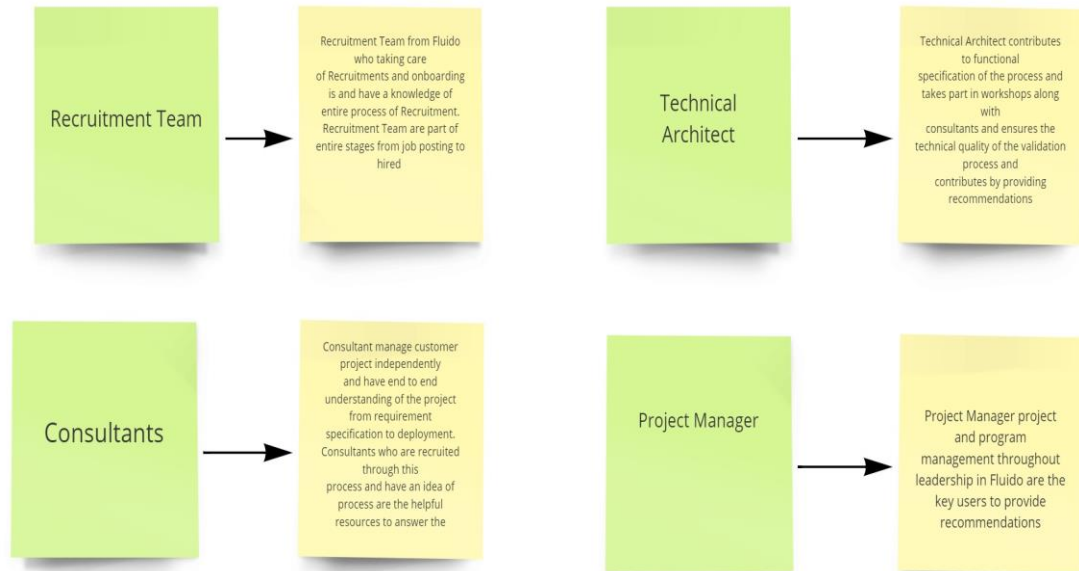 Recruitment Team
Recruitment Team from Fluido
who taking care
of Recruitments and onboarding
is and have a knowledge of
entire process of Recruitment.
Recruitment Team are part of
entire stages from job posting to
hired
Technical
Architect
Technical Architect contributes
to functional
specification of the process and
takes part in workshops along
with
consultants and ensures the
technical quality of the validation
process and
contributes by providing
recommendations
Consultants
Consultant manage customer
project independently
and have end to end
understanding of the project
from requirement
specification to deployment.
Consultants who are recruited
through this
process and have an idea of
process are the helpful
resources to answer the
Project Manager
Project Manager project
and program
management throughout
leadership in Fluido are the
key users to provide
recommendations